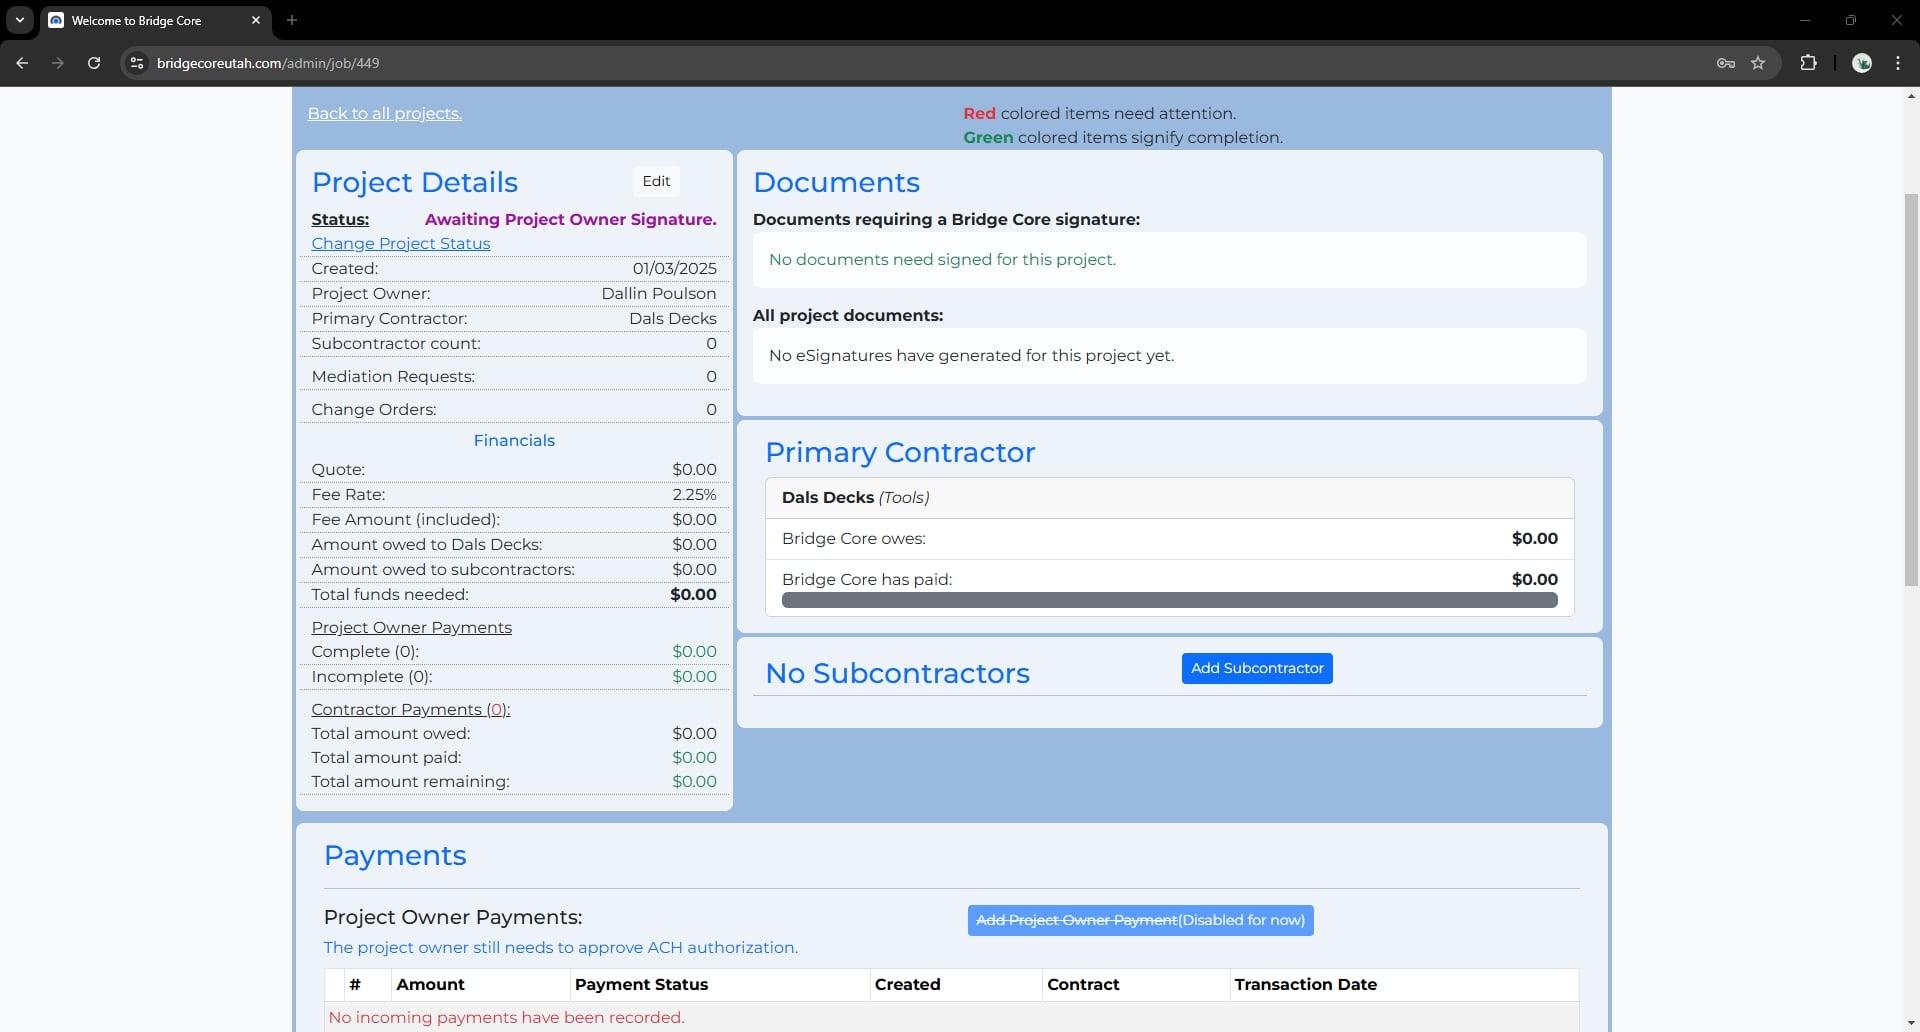 Welcome to Bridge Core
bridgecoreutah.com/admin/job/449
Back to all projects.
Red colored items need attention.
Green colored items signify completion.
Project Details
Edit
Status: Awaiting Project Owner Signature.
Change Project Status
Created: 01/03/2025
Project Owner: Dallin Poulson
Primary Contractor: Dals Decks
Subcontractor count: 0
Mediation Requests: 0
Change Orders: 0
Financials
Quote: $0.00
Fee Rate: 2.25%
Fee Amount (included): $0.00
Amount owed to Dals Decks: $0.00
Amount owed to subcontractors: $0.00
Total funds needed: $0.00
Project Owner Payments
Complete (0): $0.00
Incomplete (0): $0.00
Contractor Payments (0):
Total amount owed: $0.00
Total amount paid: $0.00
Total amount remaining: $0.00
Documents
Documents requiring a Bridge Core signature:
No documents need signed for this project.
All project documents:
No eSignatures have generated for this project yet.
Primary Contractor
Dals Decks (Tools)
Bridge Core owes: $0.00
Bridge Core has paid: $0.00
No Subcontractors
Add Subcontractor
Payments
Project Owner Payments:
Add Project Owner Payment(Disabled for now)
The project owner still needs to approve ACH authorization.
# Amount Payment Status Created Contract Transaction Date
No incoming payments have been recorded.